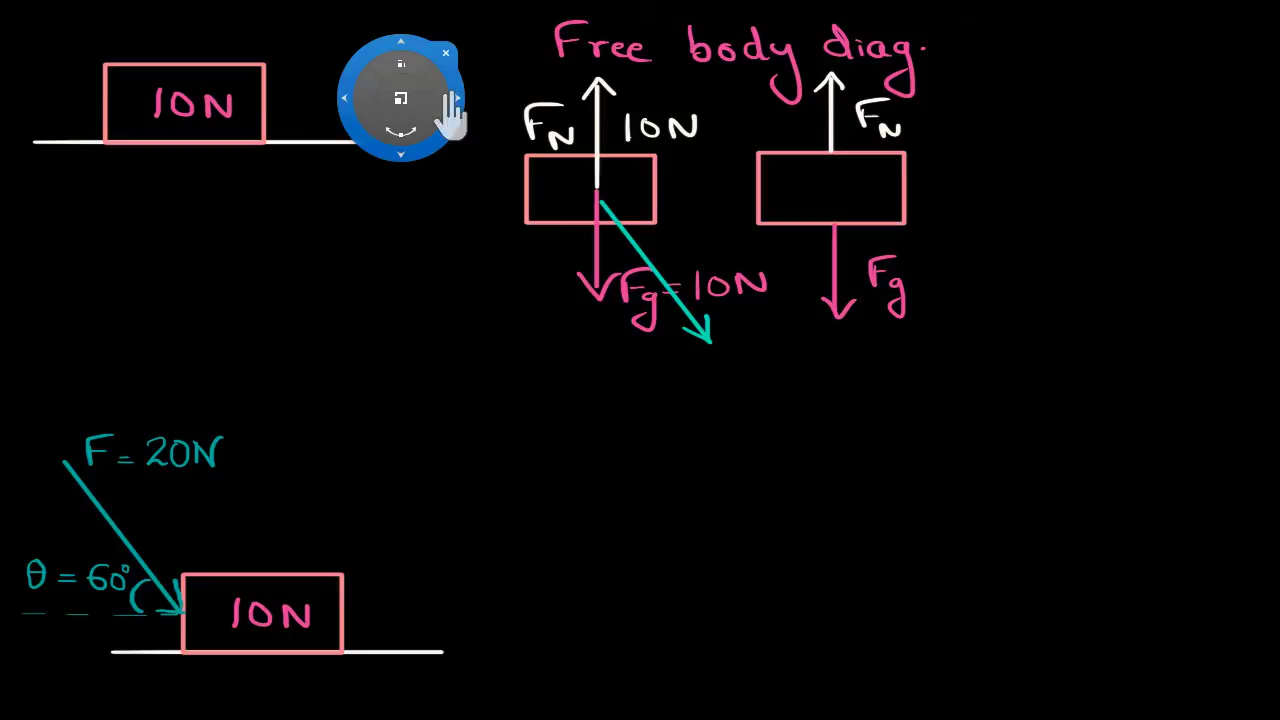 Free body diag.
10N
F_N
10N
F_N
F_g = 10N
F_g
F = 20N
θ = 60°
10N